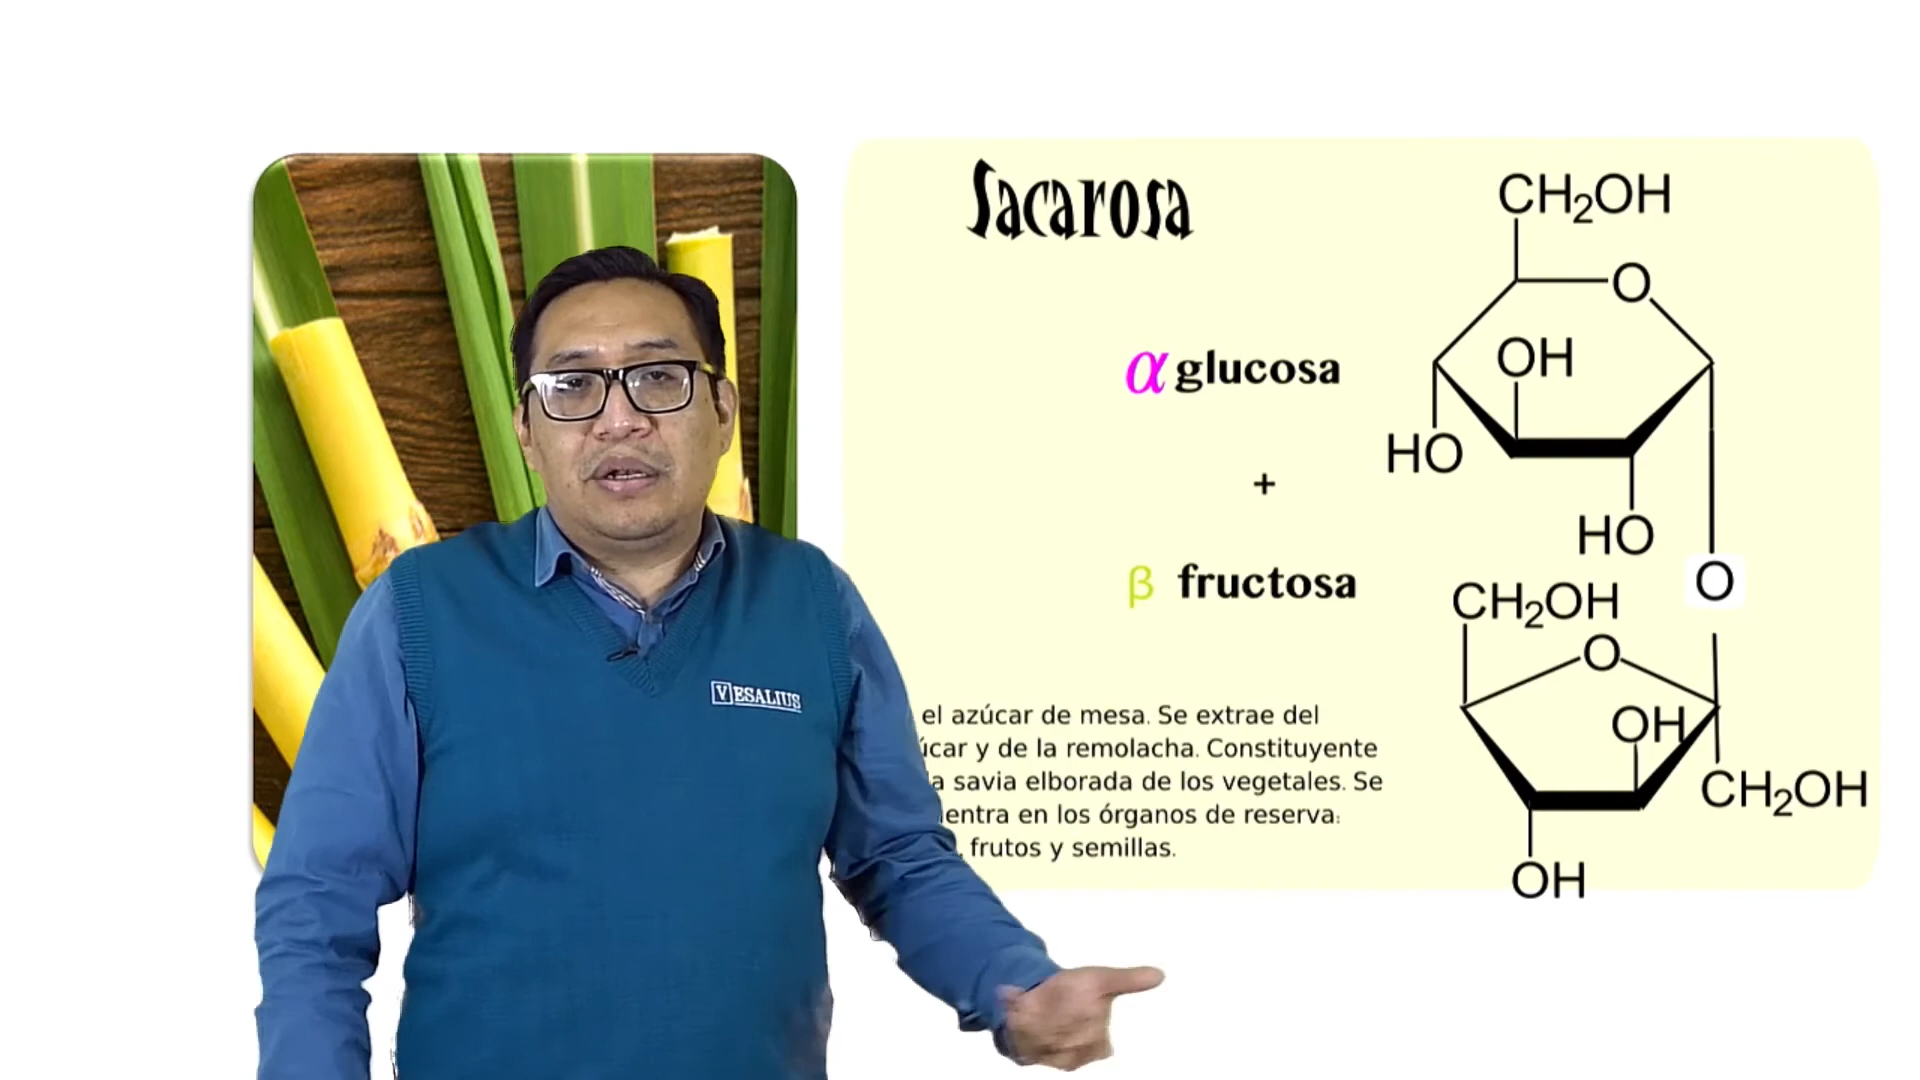 Sacarosa
α glucosa
+
β fructosa
el azúcar de mesa. Se extrae del
úcar y de la remolacha. Constituyente
la savia elborada de los vegetales. Se
entra en los órganos de reserva:
, frutos y semillas.
CH₂OH
O
OH
HO
HO
O
CH₂OH
O
OH
CH₂OH
OH
VESALIUS